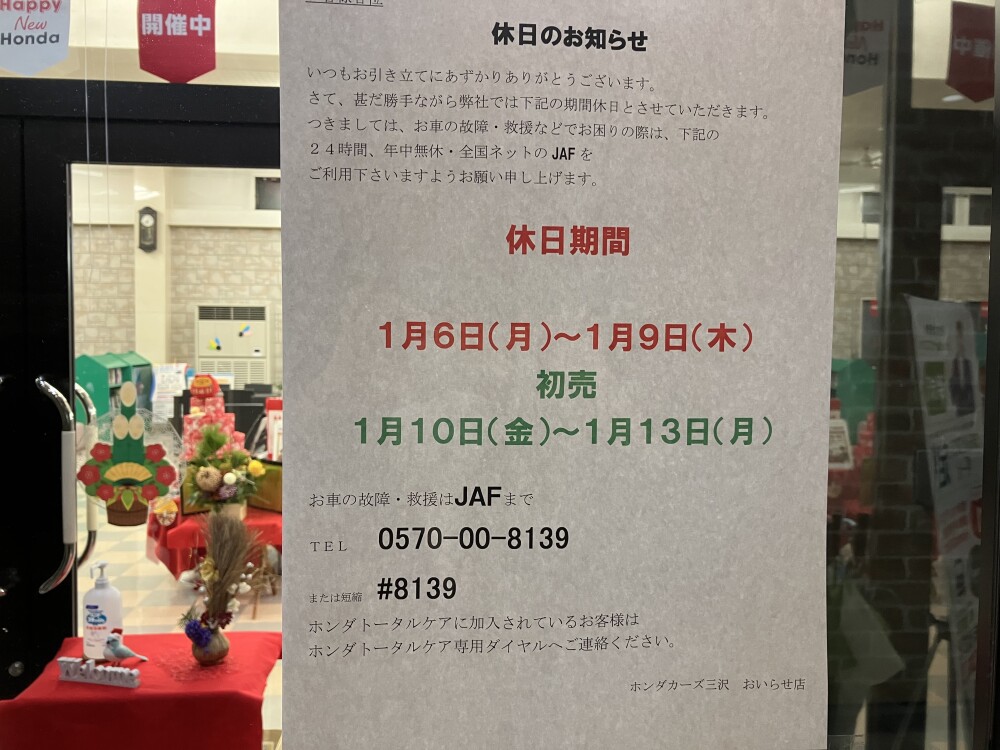 Happy
New
Honda
開催中
休日のお知らせ
いつもお引き立てにあずかりありがとうございます。
さて、甚だ勝手ながら弊社では下記の期間休日とさせていただきます。
つきましては、お車の故障・救援などでお困りの際は、下記の
２４時間、年中無休・全国ネットの JAF を
ご利用下さいますようお願い申し上げます。
休日期間
1月6日(月)～1月9日(木)
初売
1月10日(金)～1月13日(月)
お車の故障・救援はJAFまで
ＴＥＬ 0570-00-8139
または短縮 #8139
ホンダトータルケアに加入されているお客様は
ホンダトータルケア専用ダイヤルへご連絡ください。
ホンダカーズ三沢　おいらせ店
Welcome